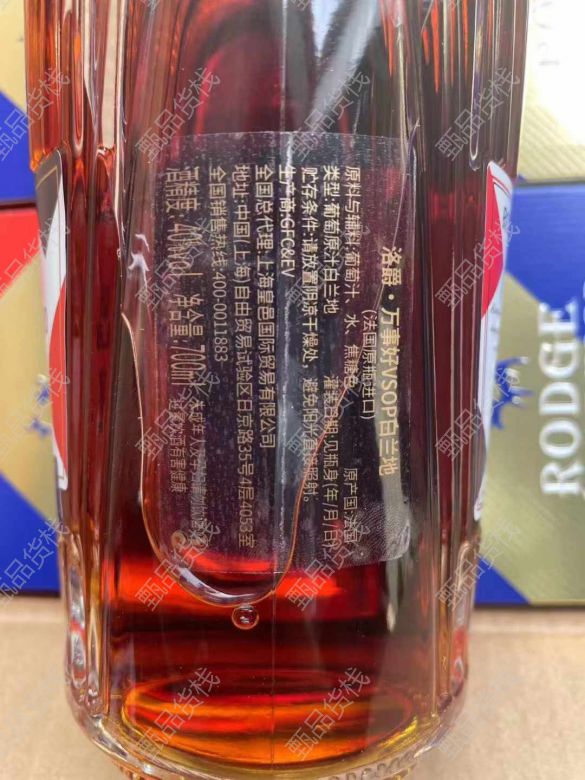 洛爵·万事好VSOP白兰地
(法国原瓶进口)
原料与辅料:葡萄汁、水、焦糖色 原产国:法国
类型:葡萄原汁白兰地 灌装日期:见瓶身(年/月/日)
贮存条件:请放置阴凉干燥处，避免阳光直接照射。
生产商:GFC&EV
全国总代理:上海皇邑国际贸易有限公司
地址:中国(上海)自由贸易试验区日京路35号4层4053室
全国销售热线:400-0011883
酒精度: 40%vol 净含量: 700ml
RODGE
甄品货栈